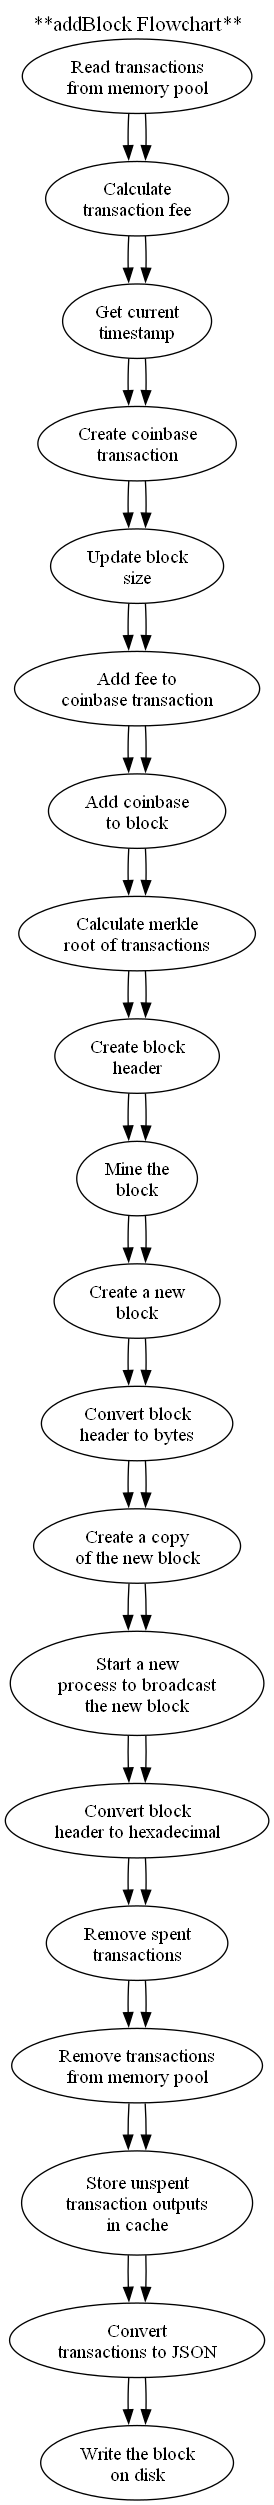 **addBlock Flowchart**
Read transactions
from memory pool
Calculate
transaction fee
Get current
timestamp
Create coinbase
transaction
Update block
size
Add fee to
coinbase transaction
Add coinbase
to block
Calculate merkle
root of transactions
Create block
header
Mine the
block
Create a new
block
Convert block
header to bytes
Create a copy
of the new block
Start a new
process to broadcast
the new block
Convert block
header to hexadecimal
Remove spent
transactions
Remove transactions
from memory pool
Store unspent
transaction outputs
in cache
Convert
transactions to JSON
Write the block
on disk